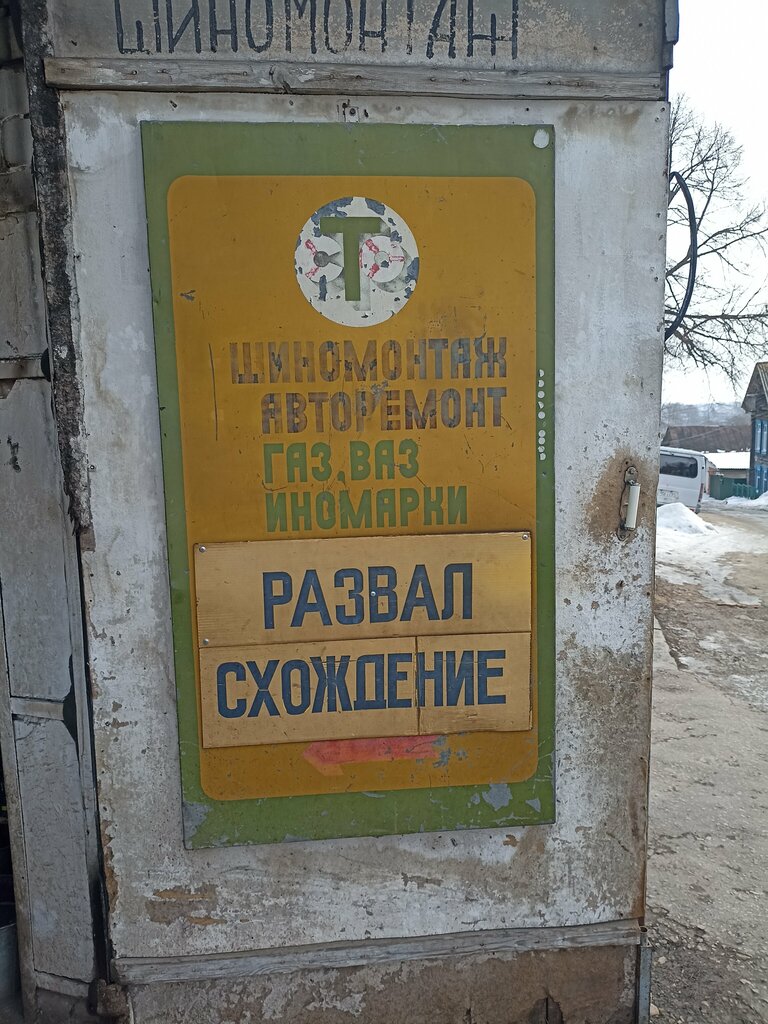 ШИНОМОНТАЖ
Т
ШИНОМОНТАЖ
АВТОРЕМОНТ
ГАЗ, ВАЗ
ИНОМАРКИ
РАЗВАЛ
СХОЖДЕНИЕ